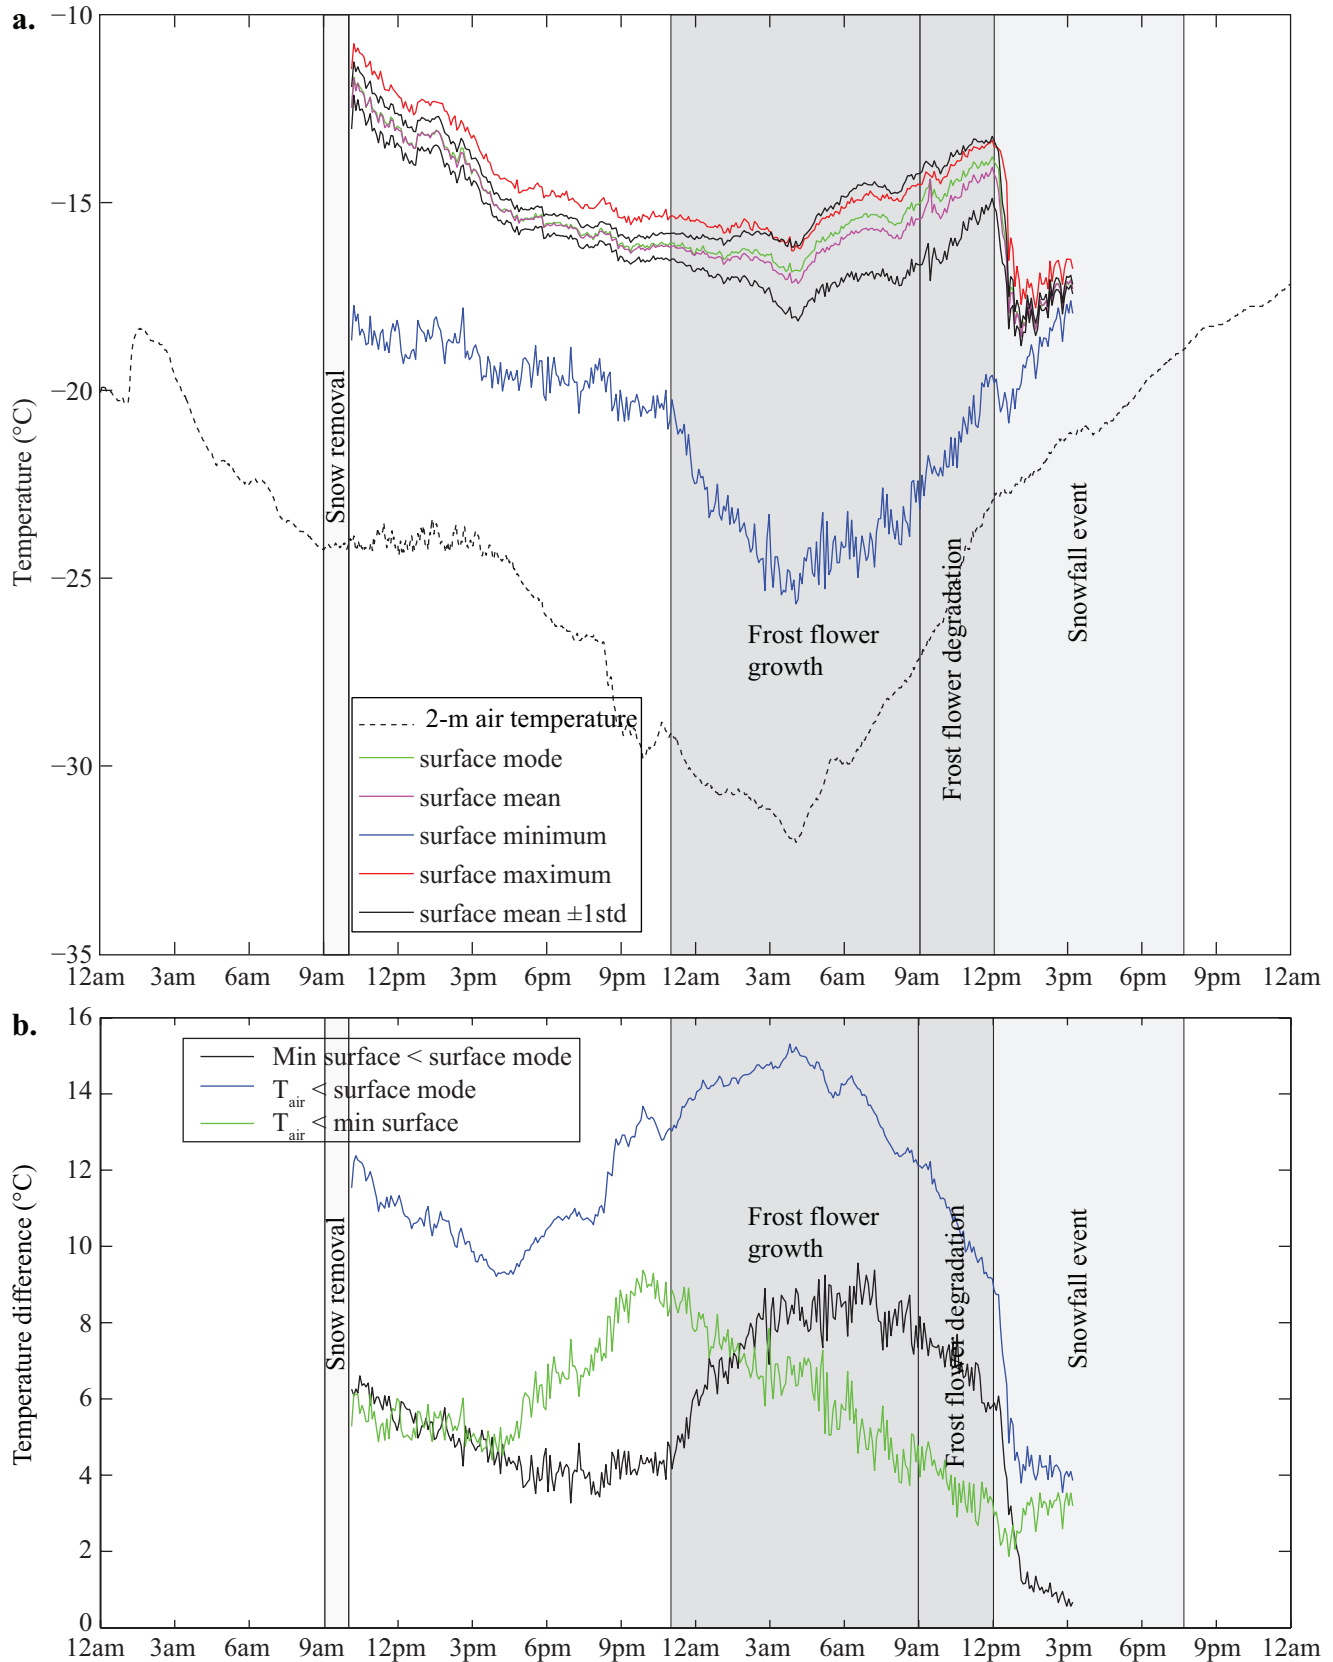 a.
−10
−15
−20
−25
−30
−35
Temperature (°C)
Snow removal
Frost flower
growth
Frost flower degradation
Snowfall event
2-m air temperature
surface mode
surface mean
surface minimum
surface maximum
surface mean ±1std
12am 3am 6am 9am 12pm 3pm 6pm 9pm 12am 3am 6am 9am 12pm 3pm 6pm 9pm 12am
b.
16
14
12
10
8
6
4
2
0
Temperature difference (°C)
Min surface < surface mode
Tair < surface mode
Tair < min surface
Snow removal
Frost flower
growth
Frost flower degradation
Snowfall event
12am 3am 6am 9am 12pm 3pm 6pm 9pm 12am 3am 6am 9am 12pm 3pm 6pm 9pm 12am